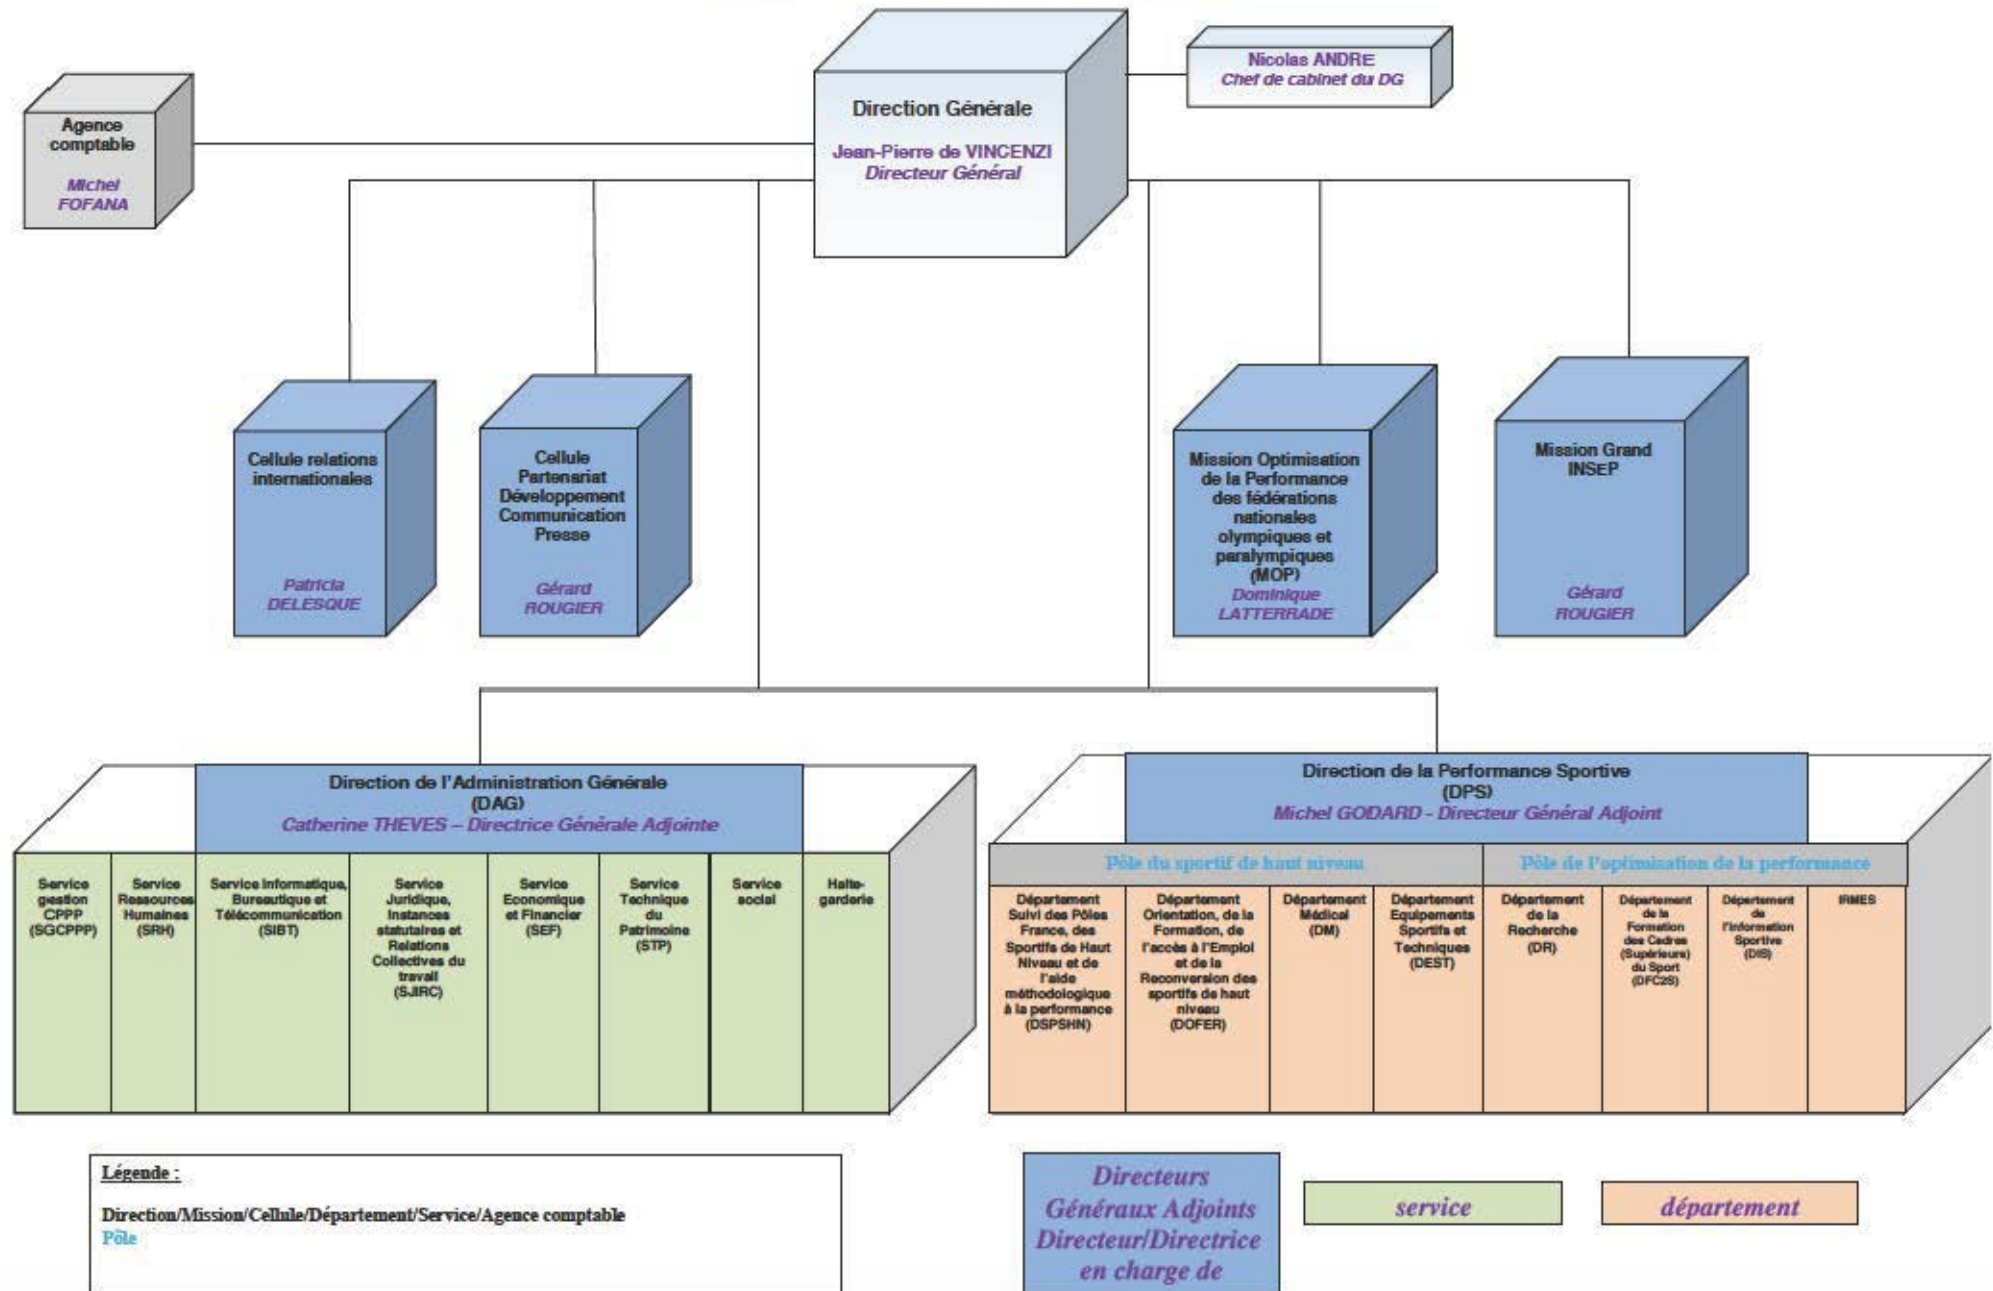 Nicolas ANDRE
Chef de cabinet du DG
Direction Générale
Jean-Pierre de VINCENZI
Directeur Général
Agence
comptable
Michel
FOFANA
Cellule relations
internationales
Patricia
DELESQUE
Cellule
Partenariat
Développement
Communication
Presse
Gérard
ROUGIER
Mission Optimisation
de la Performance
des fédérations
nationales
olympiques et
paralympiques
(MOP)
Dominique
LATTERRADE
Mission Grand
INSEP
Gérard
ROUGIER
Direction de l'Administration Générale
(DAG)
Catherine THEVES – Directrice Générale Adjointe
Service
gestion
CPPP
(SGCPPP)
Service
Ressources
Humaines
(SRH)
Service Informatique,
Bureautique et
Télécommunication
(SIBT)
Service
Juridique,
Instances
statutaires et
Relations
Collectives du
travail
(SJIRC)
Service
Economique
et Financier
(SEF)
Service
Technique
du
Patrimoine
(STP)
Service
social
Halte-
garderie
Direction de la Performance Sportive
(DPS)
Michel GODARD - Directeur Général Adjoint
Pôle du sportif de haut niveau
Pôle de l'optimisation de la performance
Département
Suivi des Pôles
France, des
Sportifs de Haut
Niveau et de
l'aide
méthodologique
à la performance
(DSPSHN)
Département
Orientation, de la
Formation, de
l'accès à l'Emploi
et de la
Reconversion des
sportifs de haut
niveau
(DOFER)
Département
Médical
(DM)
Département
Equipements
Sportifs et
Techniques
(DEST)
Département
de la
Recherche
(DR)
Département
de la
Formation
des Cadres
(Supérieurs)
du Sport
(DFC2S)
Département
de
l'Information
Sportive
(DIS)
IRMES
Légende :
Direction/Mission/Cellule/Département/Service/Agence comptable
Pôle
Directeurs
Généraux Adjoints
Directeur/Directrice
en charge de
service
département